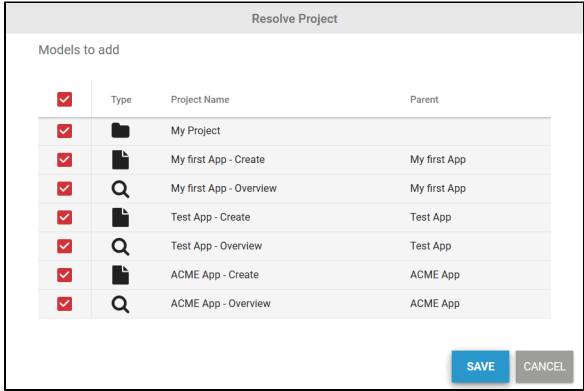 Resolve Project
Models to add
Type Project Name Parent
My Project
My first App - Create My first App
My first App - Overview My first App
Test App - Create Test App
Test App - Overview Test App
ACME App - Create ACME App
ACME App - Overview ACME App
SAVE CANCEL